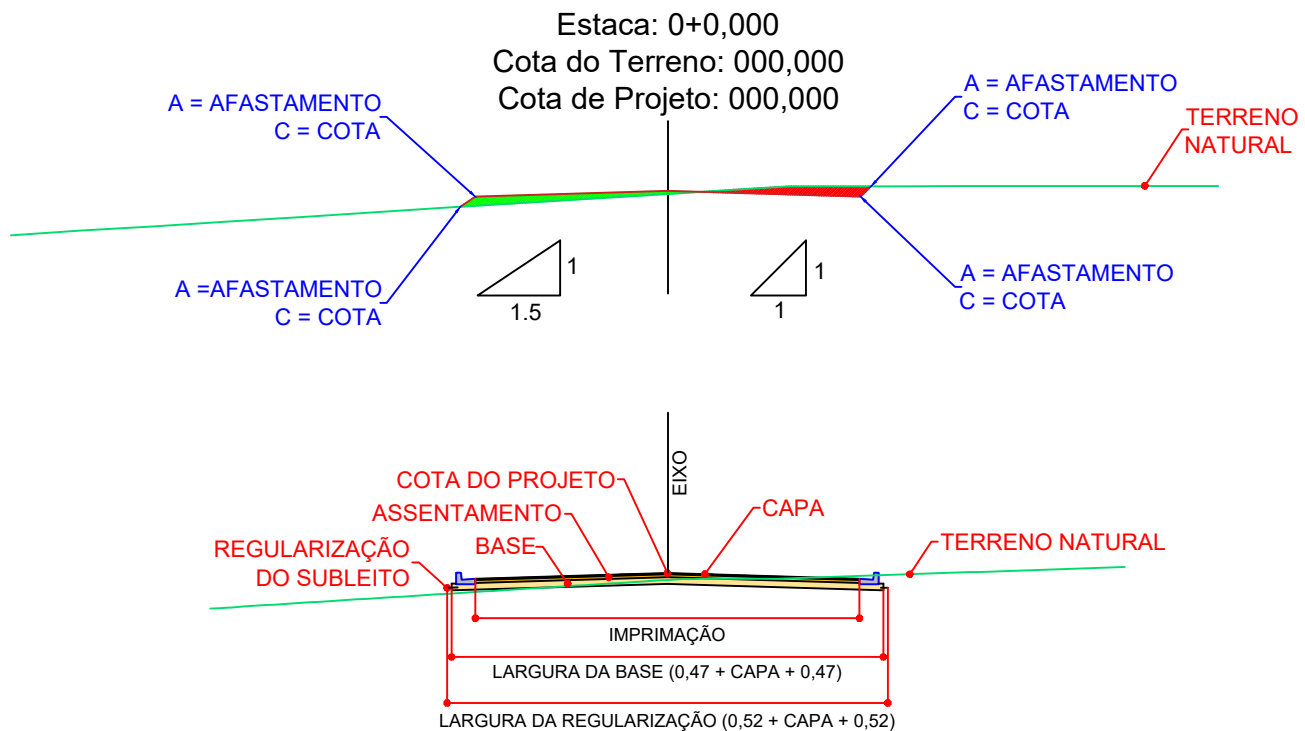 Estaca: 0+0,000
Cota do Terreno: 000,000
Cota de Projeto: 000,000
A = AFASTAMENTO
C = COTA
A = AFASTAMENTO
C = COTA
TERRENO
NATURAL
A =AFASTAMENTO
C = COTA
1
1.5
1
1
A = AFASTAMENTO
C = COTA
EIXO
COTA DO PROJETO
ASSENTAMENTO
BASE
REGULARIZAÇÃO
DO SUBLEITO
CAPA
TERRENO NATURAL
IMPRIMAÇÃO
LARGURA DA BASE (0,47 + CAPA + 0,47)
LARGURA DA REGULARIZAÇÃO (0,52 + CAPA + 0,52)